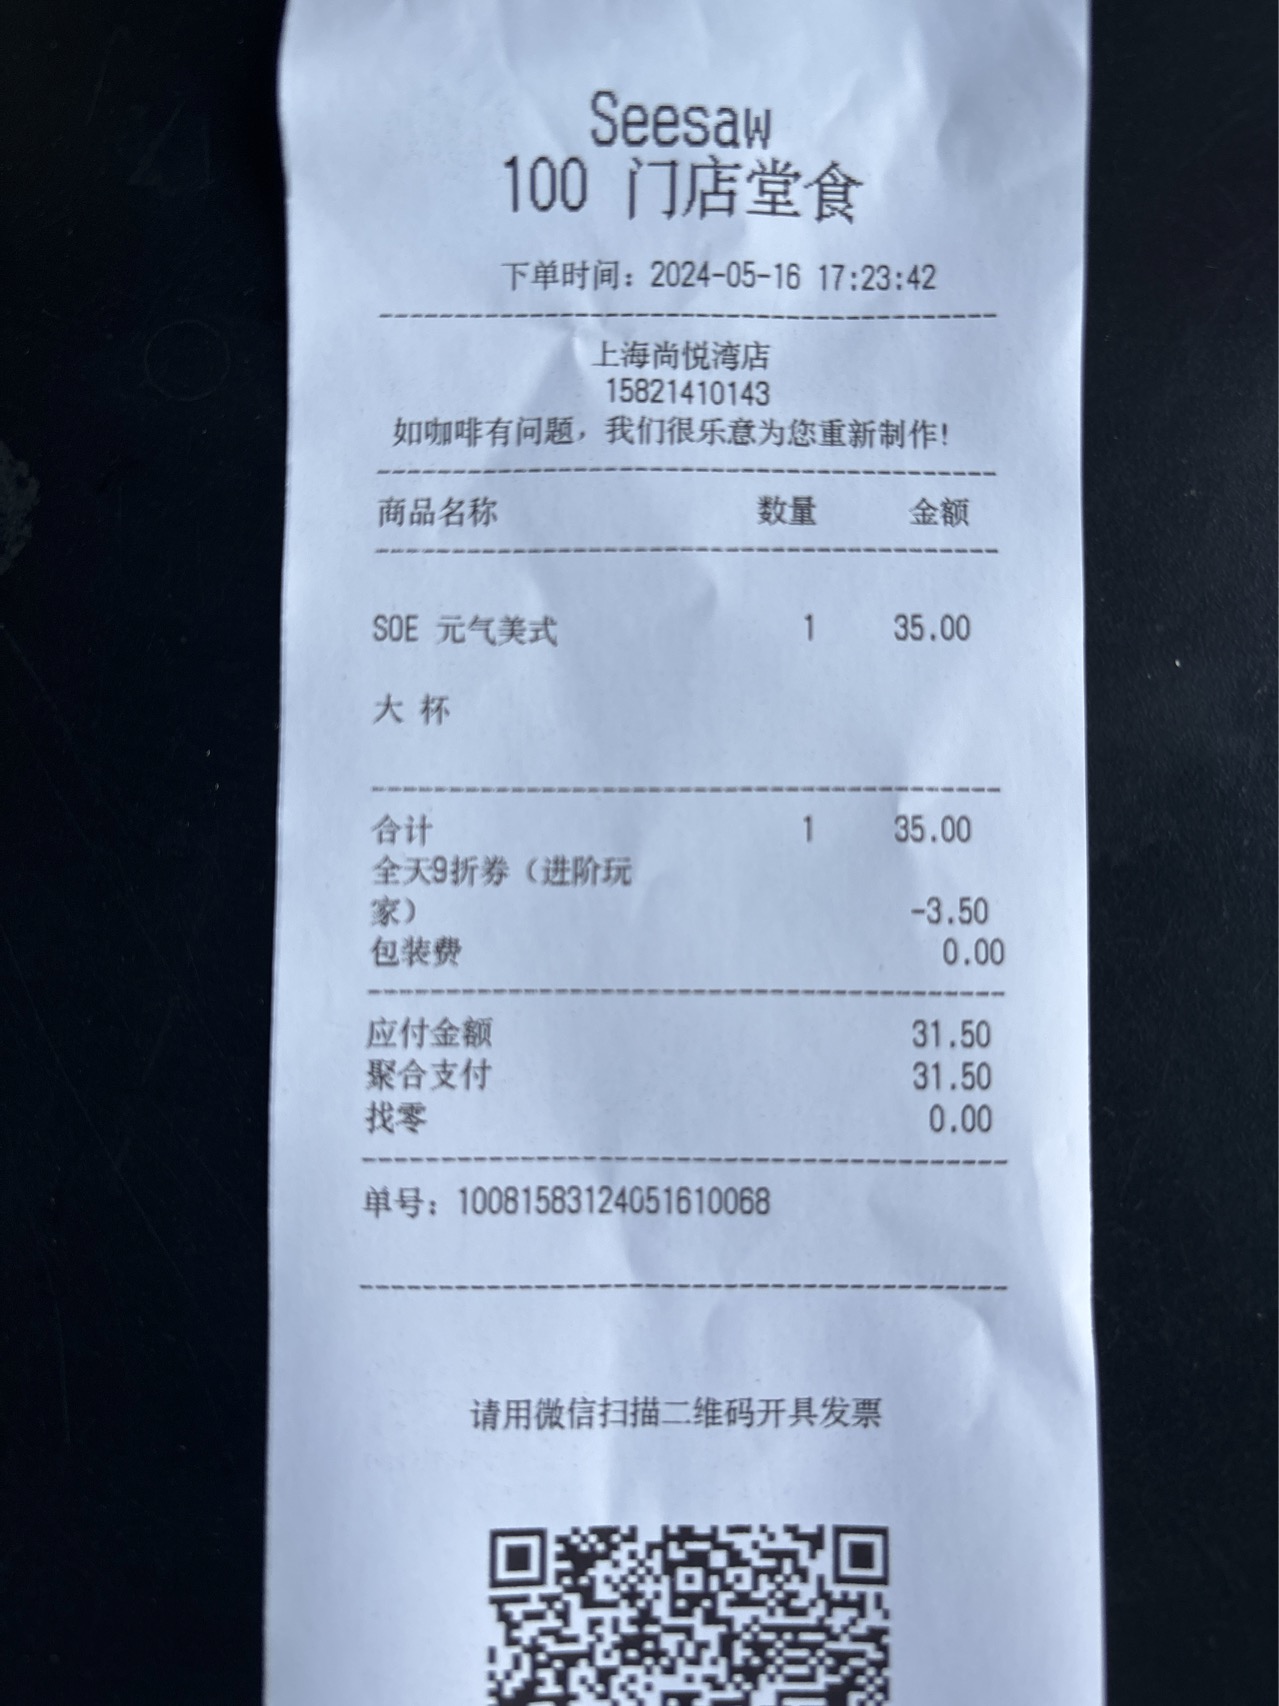 Seesaw
100 门店堂食
下单时间：2024-05-16 17:23:42
上海尚悦湾店
15821410143
如咖啡有问题，我们很乐意为您重新制作！
商品名称 数量 金额
SOE 元气美式 1 35.00
大 杯
合计 1 35.00
全天9折券（进阶玩
家） -3.50
包装费 0.00
应付金额 31.50
聚合支付 31.50
找零 0.00
单号：10081583124051610068
请用微信扫描二维码开具发票